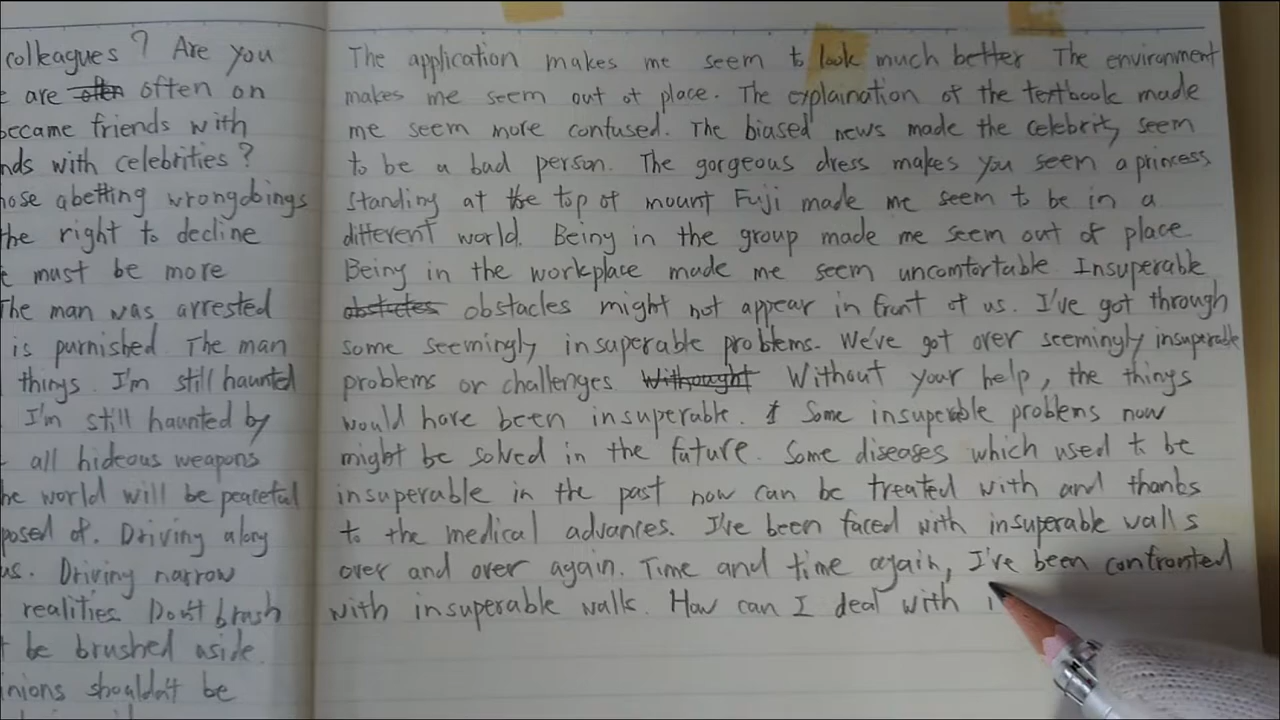 colleagues? Are you
are often often on
became friends with
nds with celebrities?
hose abetting wrongdoings
the right to decline
must be more
The man was arrested
is purnished The man
things. I'm still haunted
I'm still haunted by
all hideous weapons
he world will be peaceful
posed of. Driving along
us. Driving narrow
realities Don't brush
be brushed aside.
inions shouldn't be
The application makes me seem to look much better The environment
makes me seem out of place. The explaination of the textbook made
me seem more confused. The biased news made the celebrity seem
to be a bad person. The gorgeous dress makes you seem a princess
Standing at the top of mount Fuji made me seem to be in a
different world. Being in the group made me seem out of place
Being in the workplace made me seem uncomfortable Insuperable
obstctes obstacles might not appear in front of us. I've got through
some seemingly insuperable problems. We've got over seemingly insuperable
problems or challenges Withought Without your help, the things
would have been insuperable. Some insuperable problems now
might be solved in the future. Some diseases which used to be
insuperable in the past now can be treated with and thanks
to the medical advances. I've been faced with insuperable walls
over and over again. Time and time again, I've been confronted
with insuperable walls. How can I deal with i